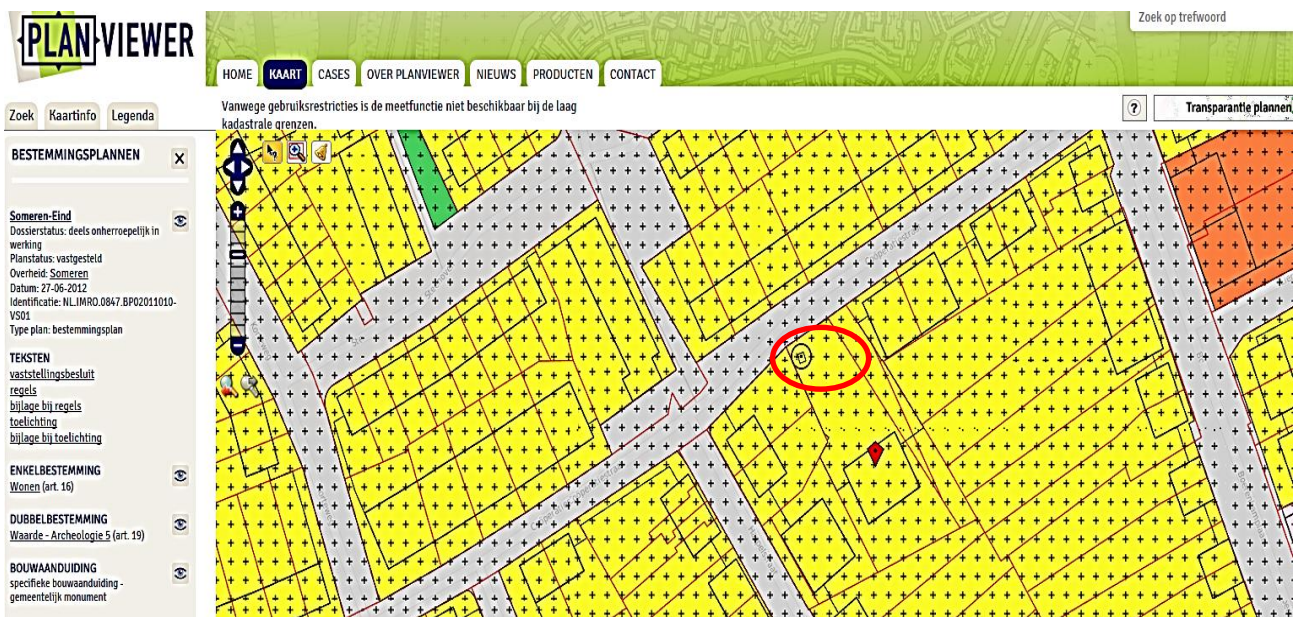 PLAN VIEWER
Zoek op trefwoord
HOME KAART CASES OVER PLANVIEWER NIEUWS PRODUCTEN CONTACT
Zoek Kaartinfo Legenda
Vanwege gebruiksrestricties is de meetfunctie niet beschikbaar bij de laag
kadastrale grenzen.
? Transparantie plannen
BESTEMMINGSPLANNEN X
Someren-Eind
Dossierstatus: deels onherroepelijk in
werking
Planstatus: vastgesteld
Overheid: Someren
Datum: 27-06-2012
Identificatie: NL.IMRO.0847.BP02011010-
VS01
Type plan: bestemmingsplan
TEKSTEN
vaststellingsbesluit
regels
bijlage bij regels
toelichting
bijlage bij toelichting
ENKELBESTEMMING
Wonen (art. 16)
DUBBELBESTEMMING
Waarde - Archeologie 5 (art. 19)
BOUWAANDUIDING
specifieke bouwaanduiding -
gemeentelijk monument